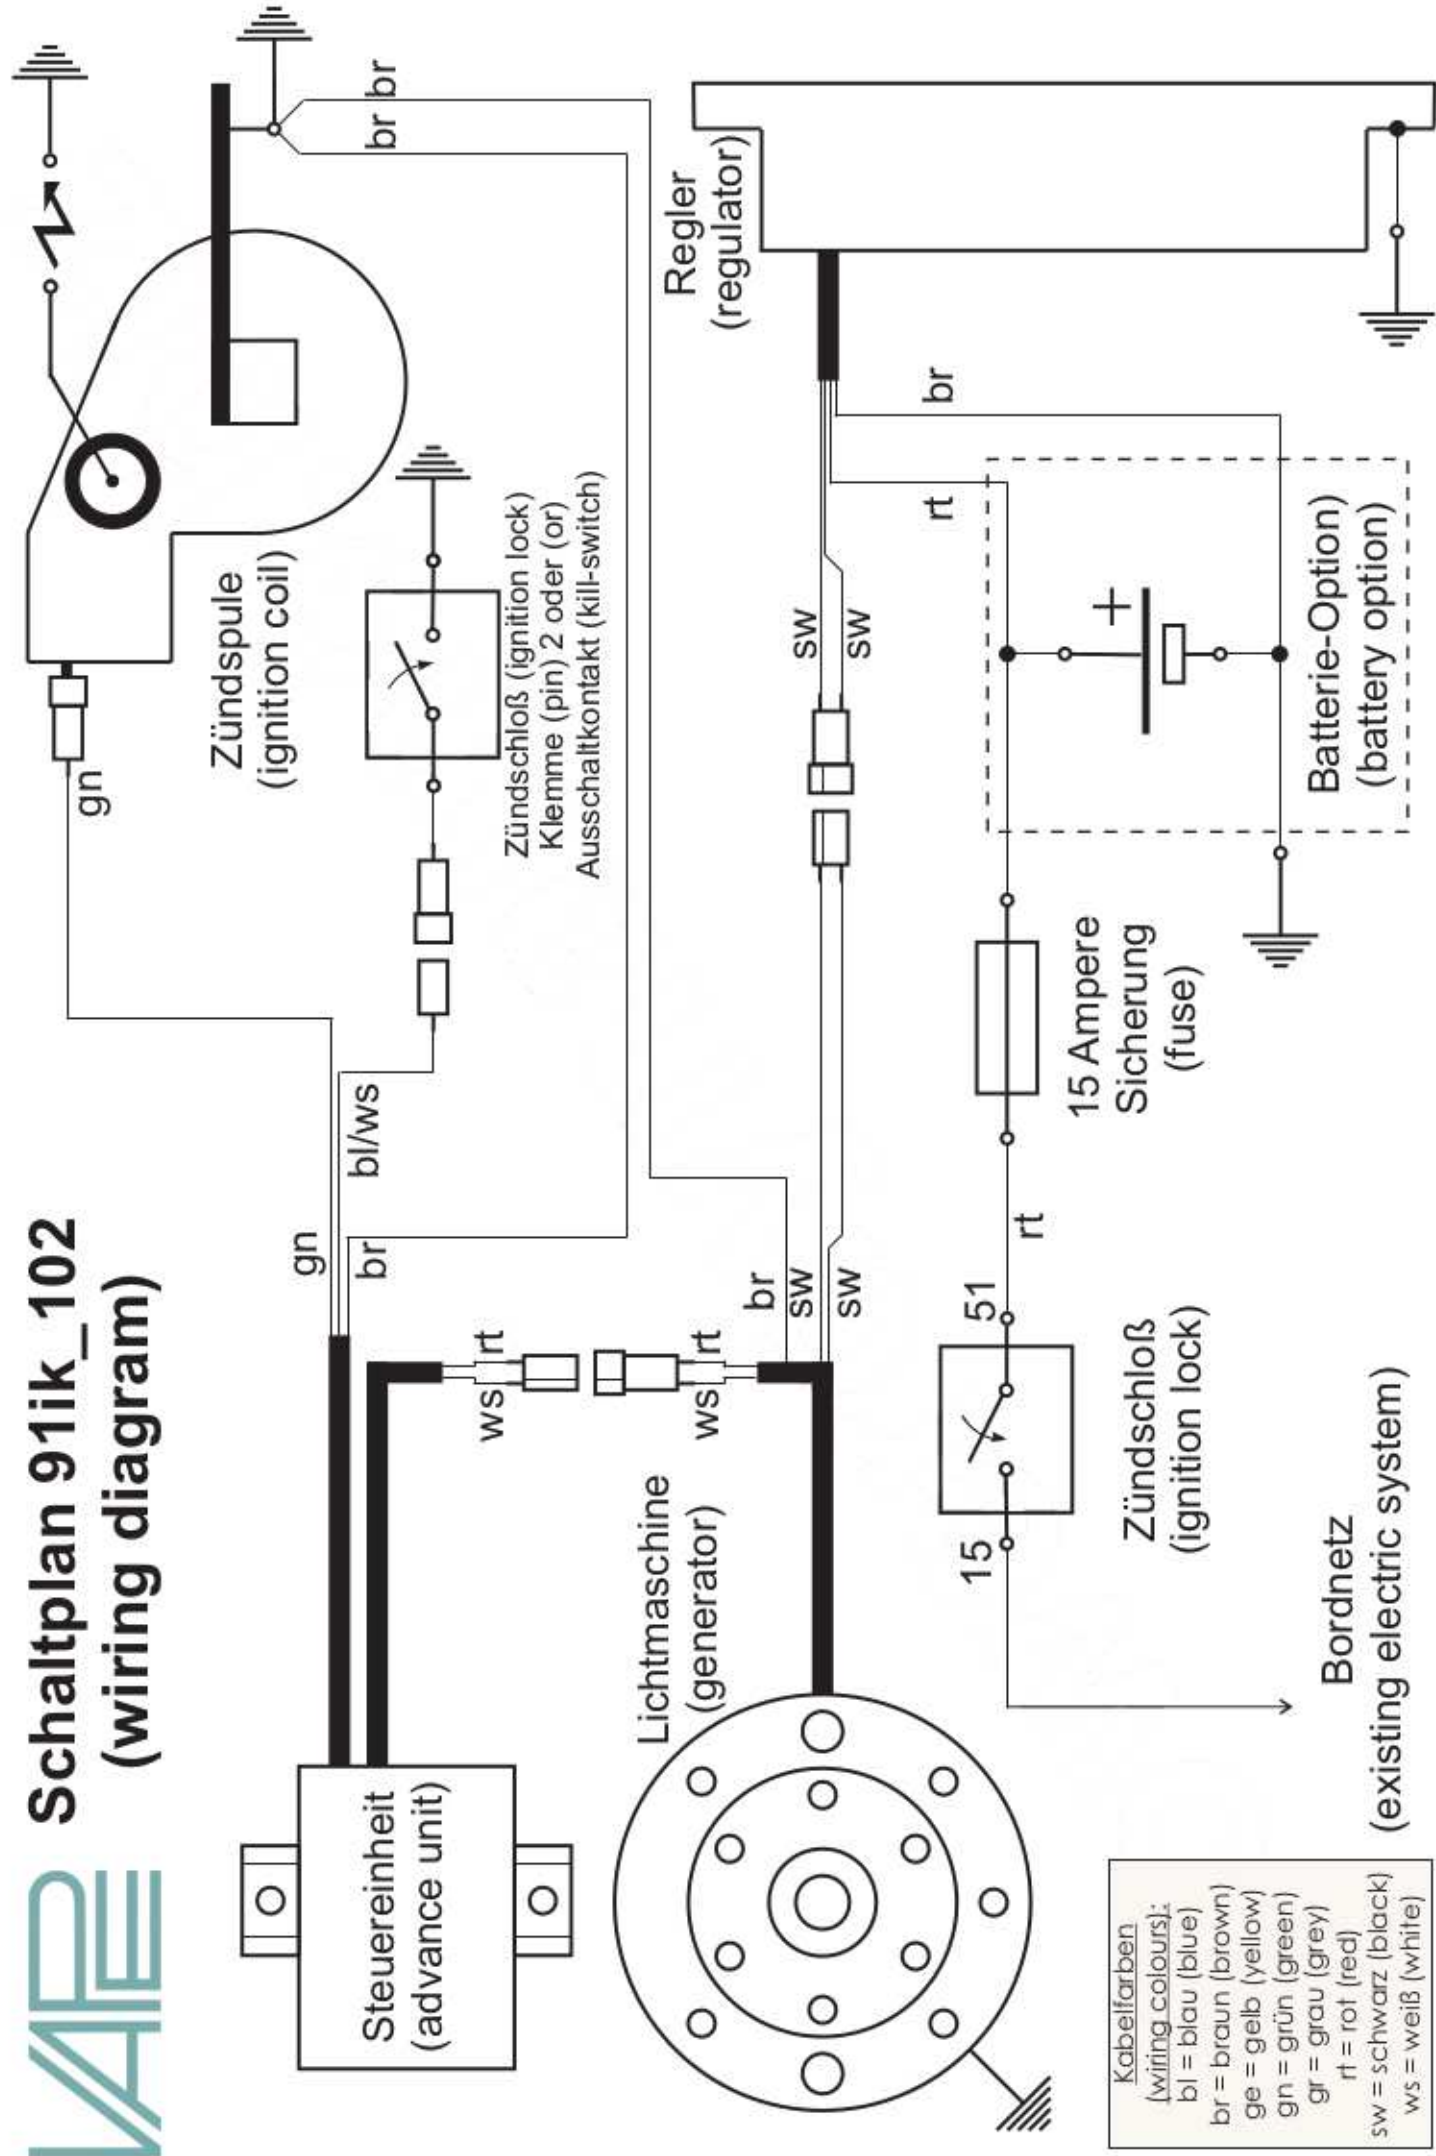 VAPE
Schaltplan 91ik_102
(wiring diagram)
gn
Zündspule
(ignition coil)
br br
Zündschloß (ignition lock)
Klemme (pin) 2 oder (or)
Ausschaltkontakt (kill-switch)
gn
bl/ws
br
Steuereinheit
(advance unit)
ws rt
ws rt
br
sw
sw
Lichtmaschine
(generator)
sw
sw
Regler
(regulator)
rt
br
+
Batterie-Option)
(battery option)
15 Ampere
Sicherung
(fuse)
rt
15
51
Zündschloß
(ignition lock)
Bordnetz
(existing electric system)
Kabelfarben
(wiring colours):
bl = blau (blue)
br = braun (brown)
ge = gelb (yellow)
gn = grün (green)
gr = grau (grey)
rt = rot (red)
sw = schwarz (black)
ws = weiß (white)